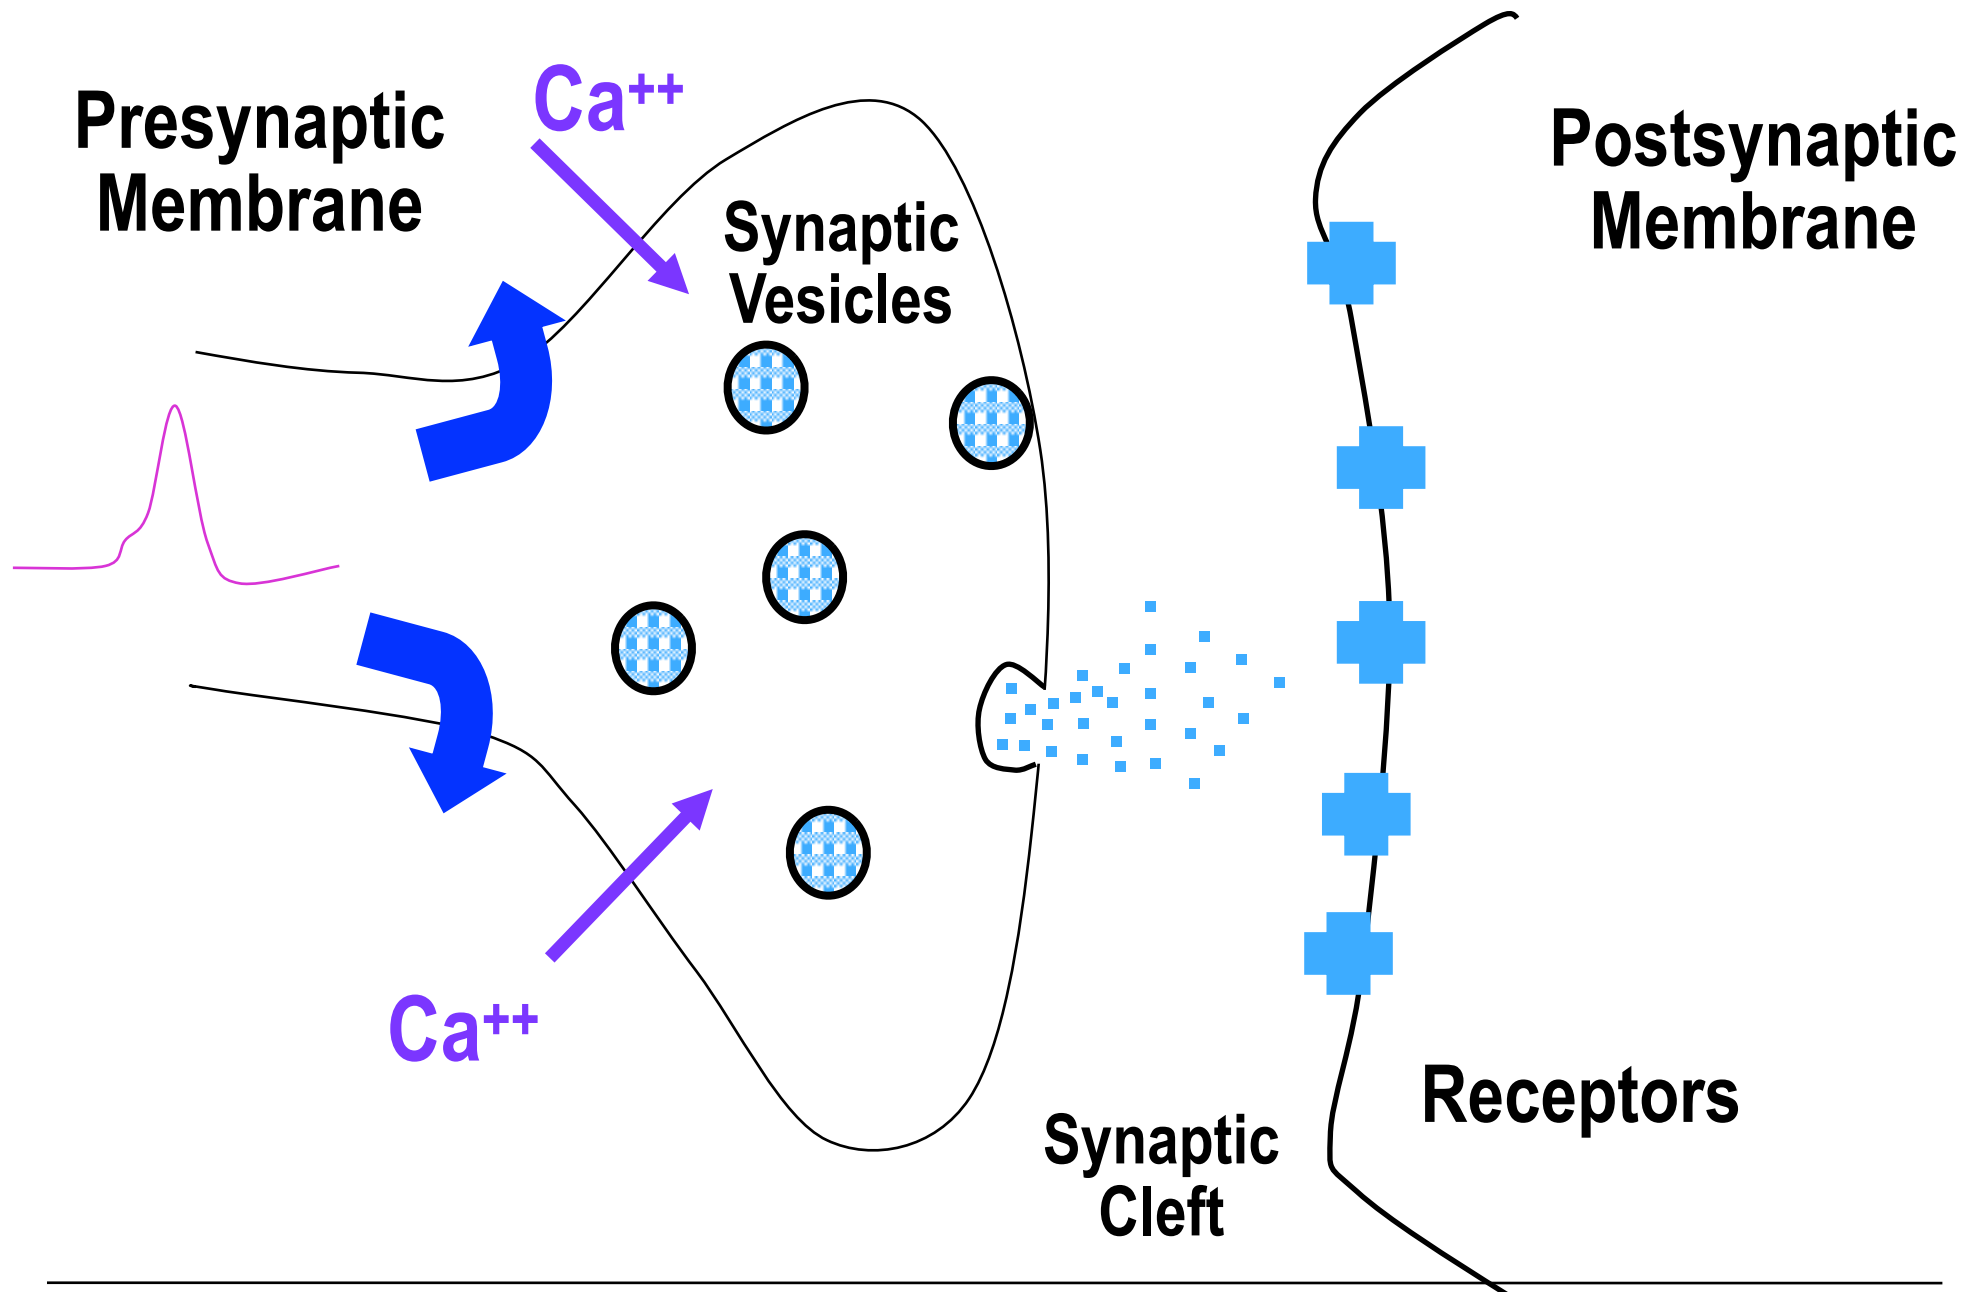 Presynaptic
Membrane
Ca⁺⁺
Synaptic
Vesicles
Postsynaptic
Membrane
Ca⁺⁺
Receptors
Synaptic
Cleft